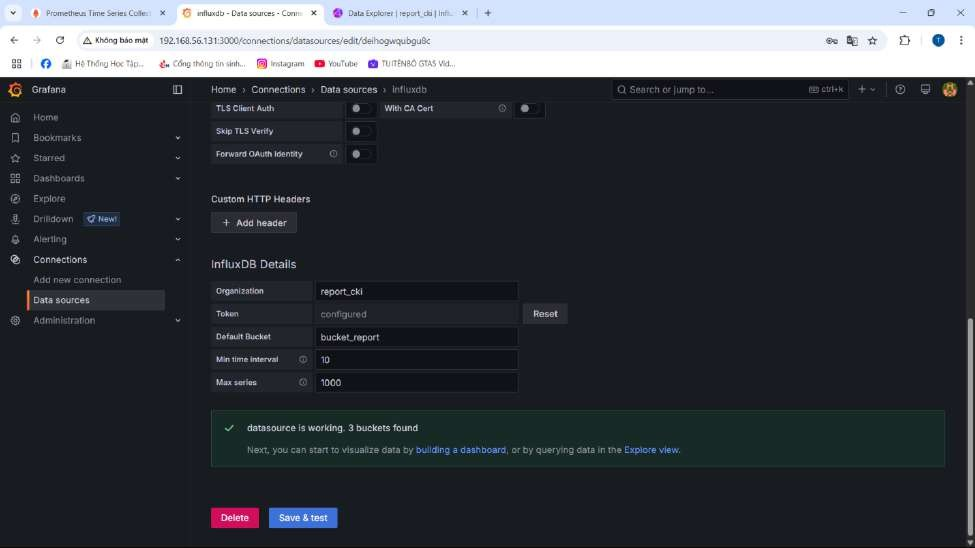 Prometheus Time Series Collect
influxdb - Data sources - Conne
Data Explorer | report_cki | Influ
Không bảo mật
192.168.56.131:3000/connections/datasources/edit/deihogwqubgu8c
T
Hệ Thống Học Tập...
Cổng thông tin sinh...
Instagram
YouTube
TUIТÊNBÔ GTA5 Vid...
Grafana
Home
Connections
Data sources
influxdb
Search or jump to...
ctrl+k
Home
Bookmarks
Starred
Dashboards
Explore
Drilldown
New!
Alerting
Connections
Add new connection
Data sources
Administration
TLS Client Auth
With CA Cert
Skip TLS Verify
Forward OAuth Identity
Custom HTTP Headers
+ Add header
InfluxDB Details
Organization
report_cki
Token
configured
Reset
Default Bucket
bucket_report
Min time interval
10
Max series
1000
datasource is working. 3 buckets found
Next, you can start to visualize data by building a dashboard, or by querying data in the Explore view.
Delete
Save & test